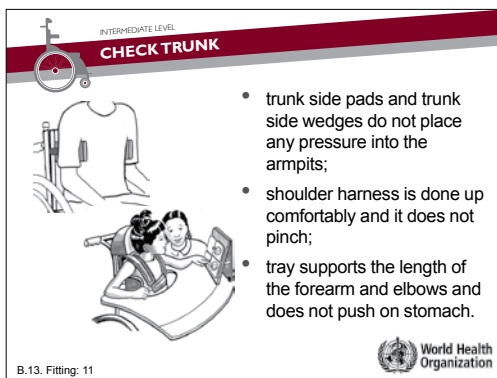 INTERMEDIATE LEVEL
CHECK TRUNK
• trunk side pads and trunk
side wedges do not place
any pressure into the
armpits;
• shoulder harness is done up
comfortably and it does not
pinch;
• tray supports the length of
the forearm and elbows and
does not push on stomach.
World Health
Organization
B.13. Fitting: 11